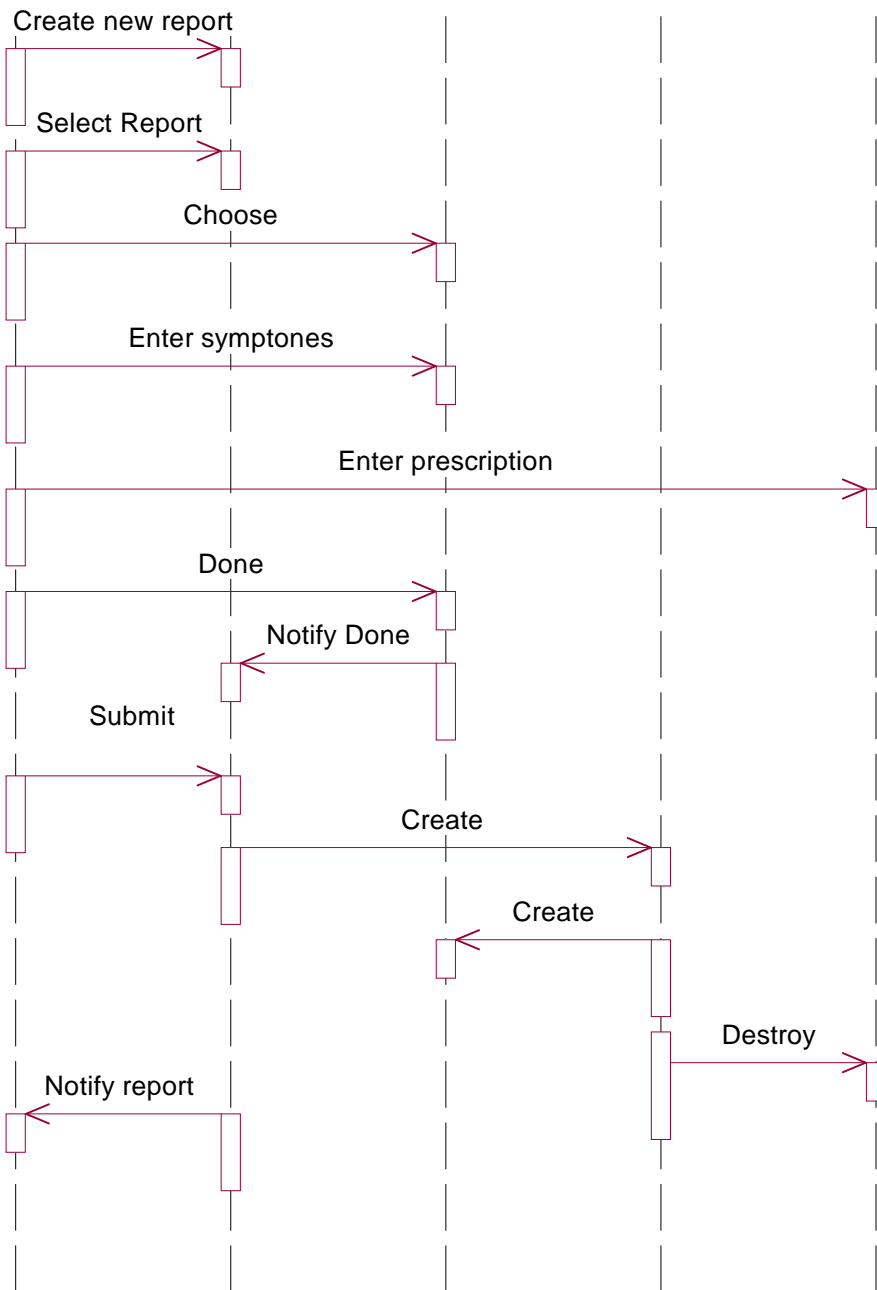 Create new report
Select Report
Choose
Enter symptones
Enter prescription
Done
Notify Done
Submit
Create
Create
Destroy
Notify report